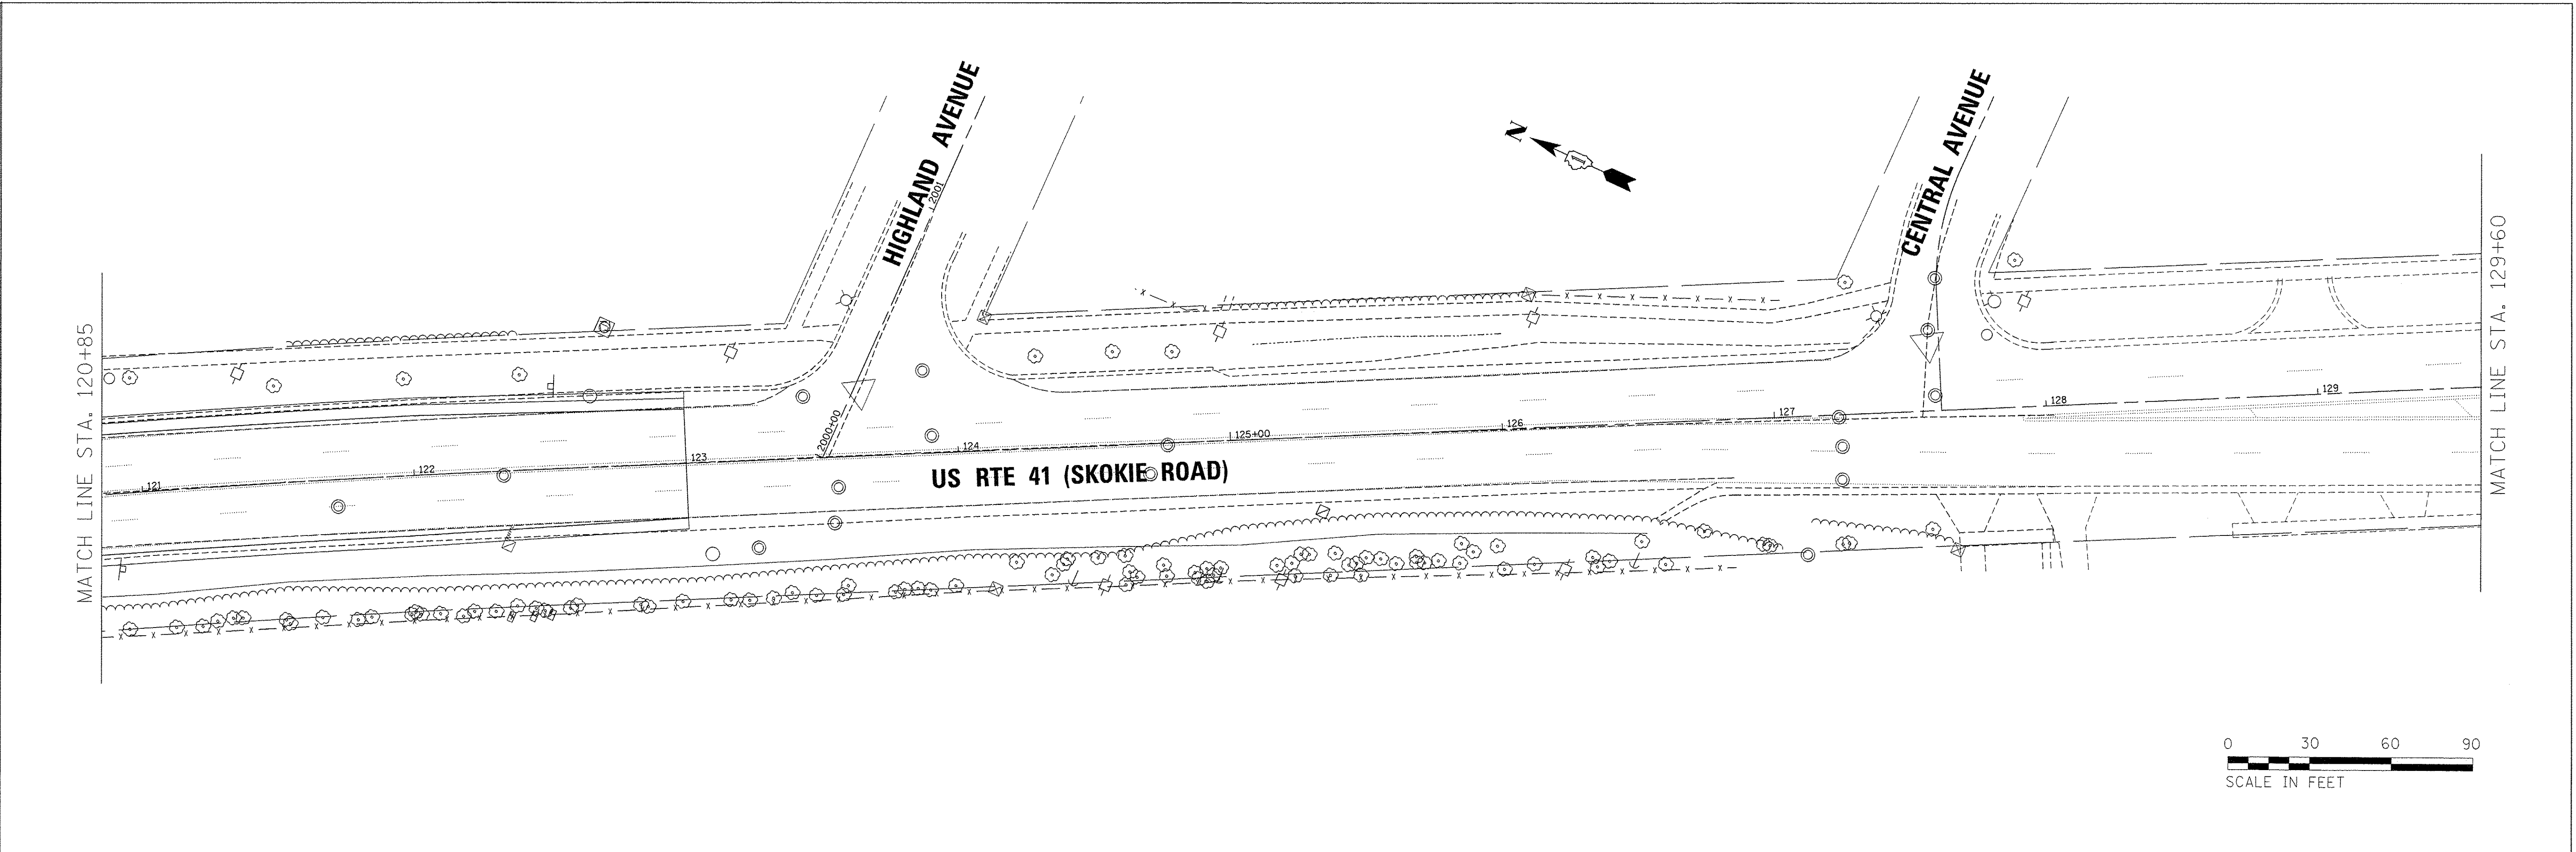 HIGHLAND AVENUE
CENTRAL AVENUE
N
1
2001
2000+00
MATCH LINE STA. 120+85
MATCH LINE STA. 129+60
121
122
123
124
125+00
126
127
128
129
US RTE 41 (SKOKIE ROAD)
0 30 60 90
SCALE IN FEET